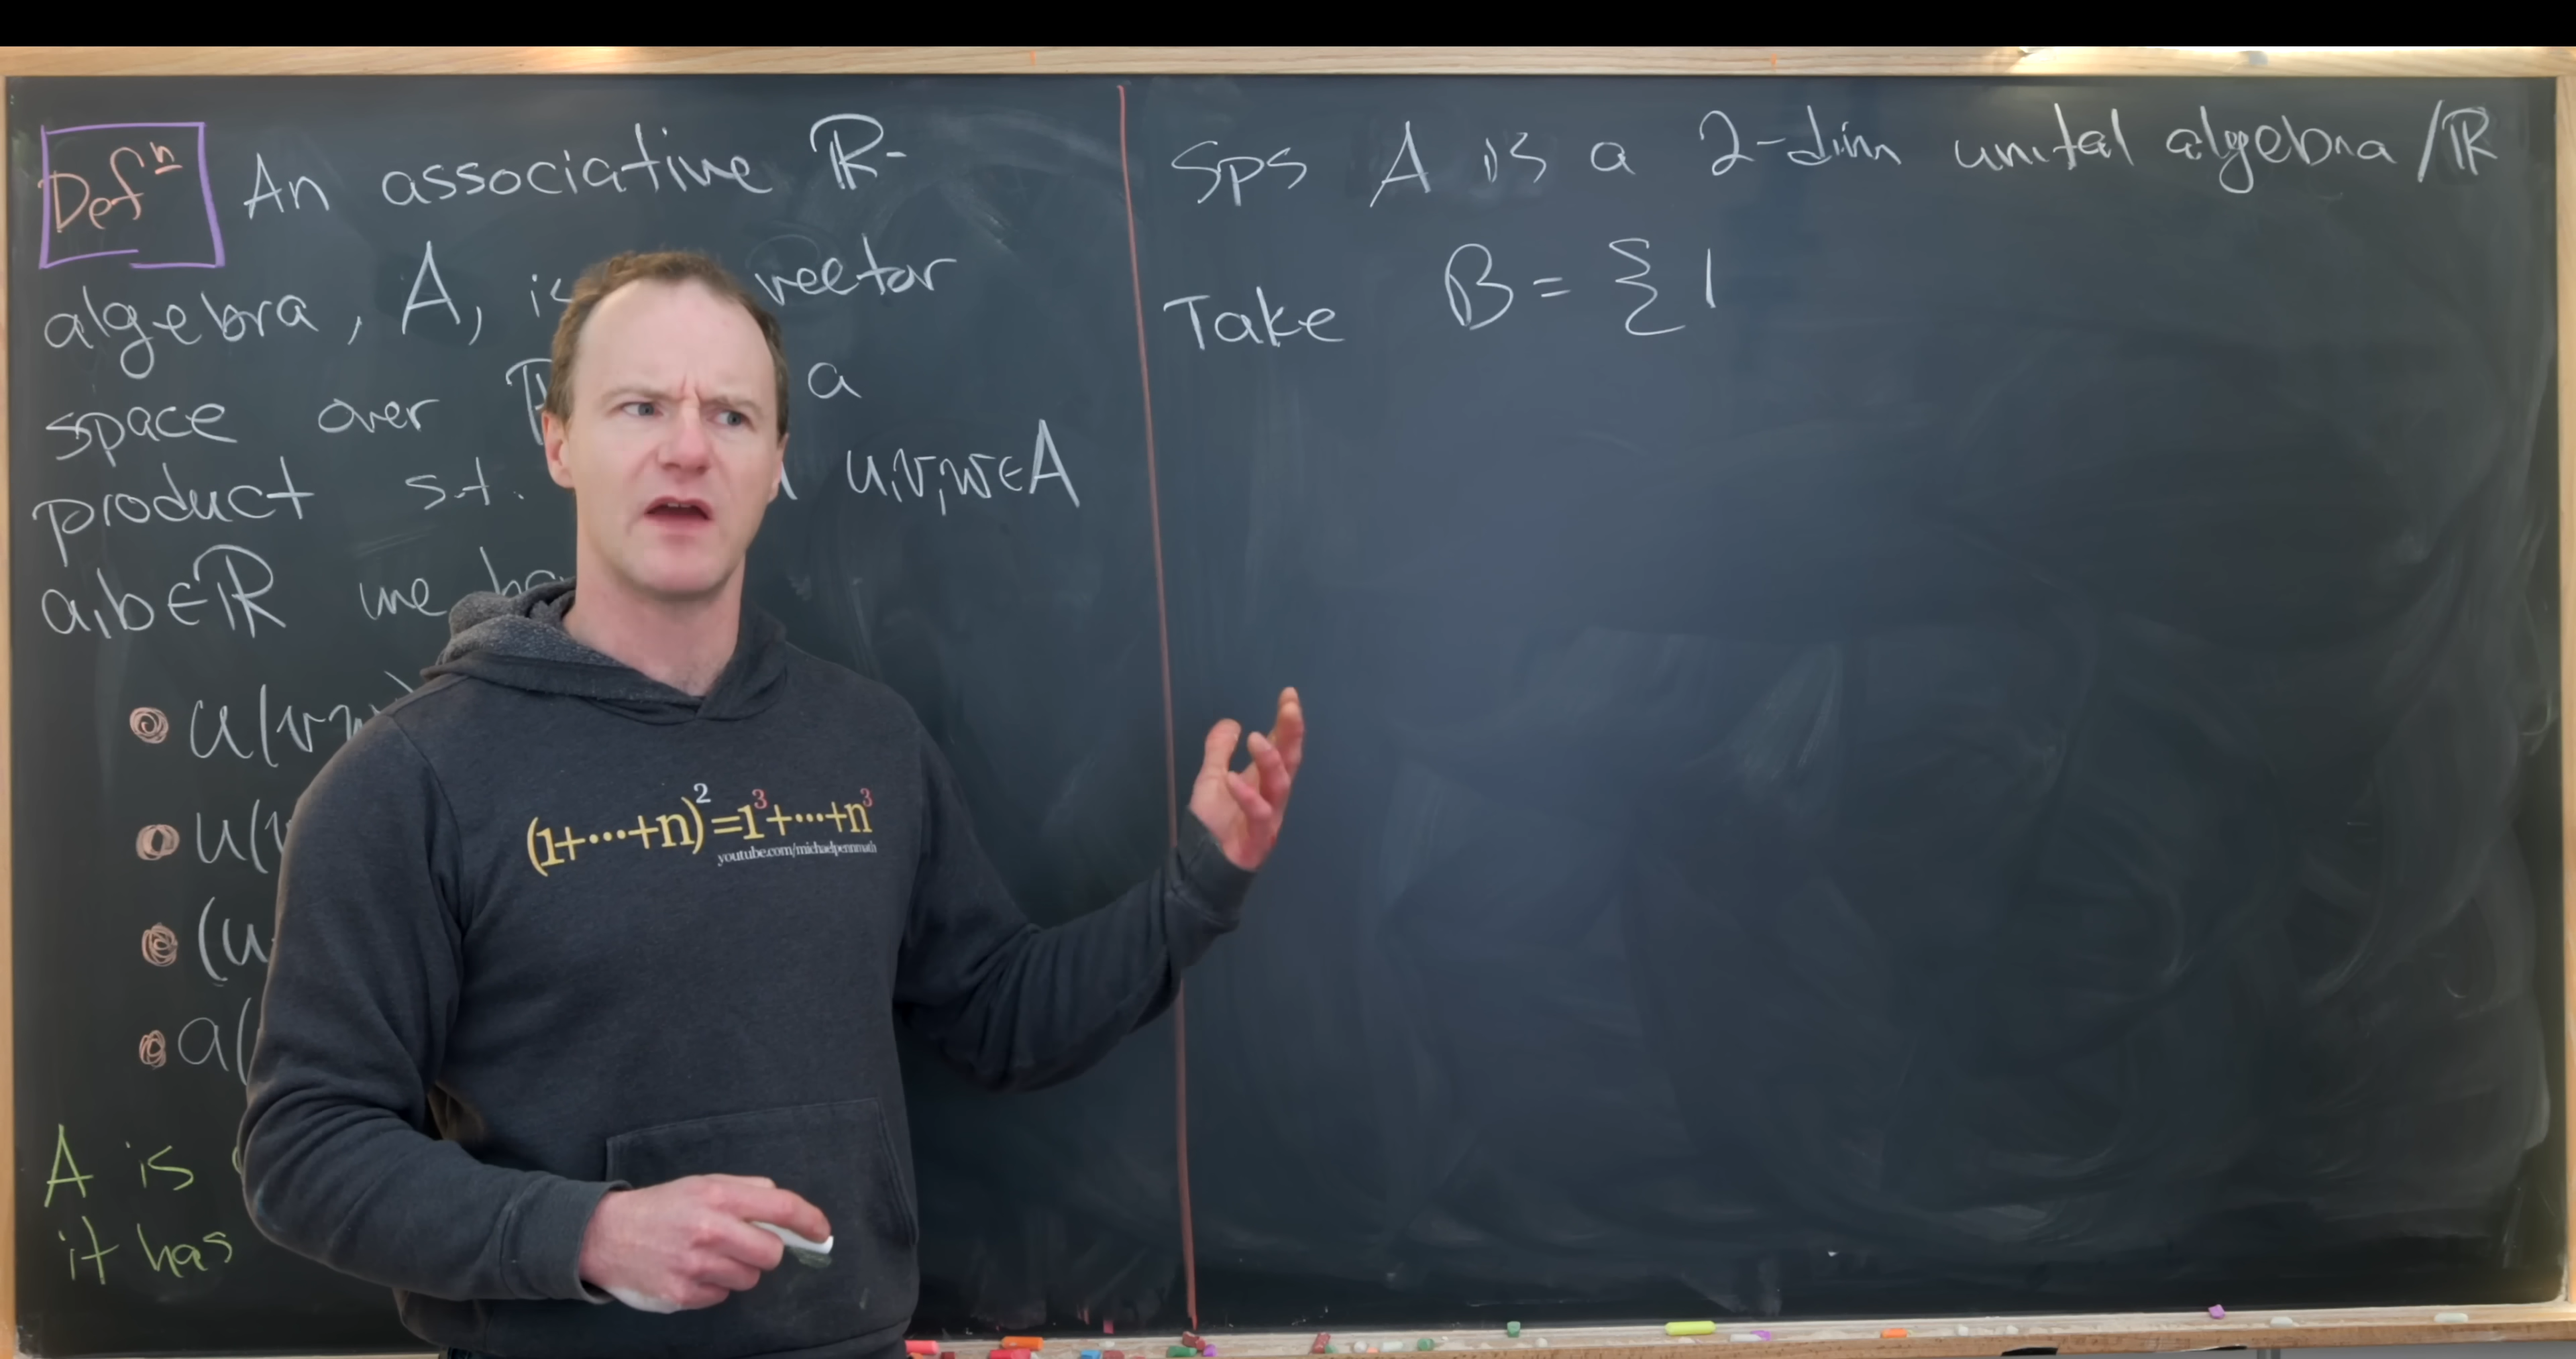 Defⁿ An associative ℝ-
algebra, A, is vector
space over a
product s.t. u,v,w∈A
a,b∈ℝ we
• u(vw)
• u(v
• (u
• a(
A is
it has
Sps A is a 2-dim unital algebra/ℝ
Take B = { 1
(1+···+n)²=1³+···+n³
youtube.com/michaelpennmath